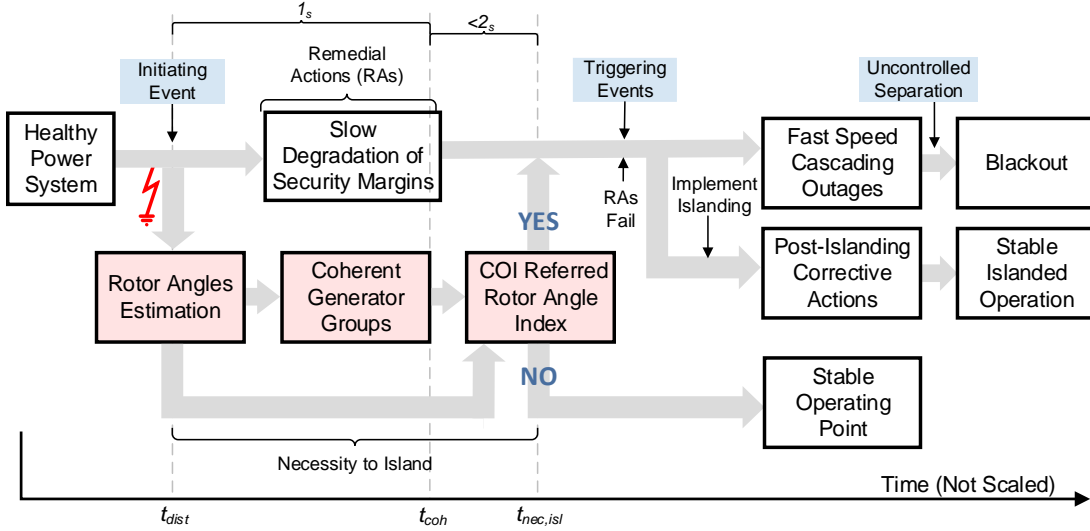 1s
<2s
Initiating
Event
Remedial
Actions (RAs)
Triggering
Events
Uncontrolled
Separation
Healthy
Power
System
Slow
Degradation of
Security Margins
Fast Speed
Cascading
Outages
Blackout
RAs
Fail
Implement
Islanding
YES
Rotor Angles
Estimation
Coherent
Generator
Groups
COI Referred
Rotor Angle
Index
Post-Islanding
Corrective
Actions
Stable
Islanded
Operation
NO
Stable
Operating
Point
Necessity to Island
Time (Not Scaled)
tdist
tcoh
tnec,isl